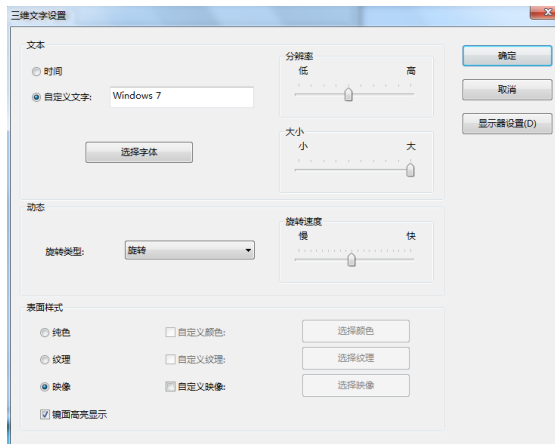 三维文字设置
文本
时间
自定义文字:
Windows 7
选择字体
分辨率
低 高
大小
小 大
确定
取消
显示器设置(D)
动态
旋转类型:
旋转
旋转速度
慢 快
表面样式
纯色
自定义颜色:
选择颜色
纹理
自定义纹理:
选择纹理
映像
自定义映像:
选择映像
镜面高亮显示